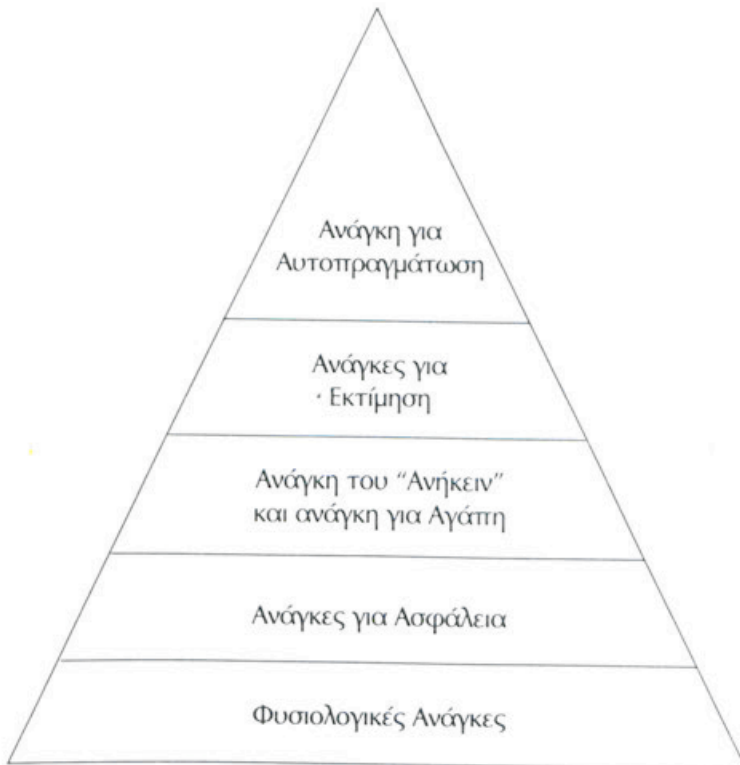 Ανάγκη για
Αυτοπραγμάτωση
Ανάγκες για
Εκτίμηση
Ανάγκη του “Ανήκειν”
και ανάγκη για Αγάπη
Ανάγκες για Ασφάλεια
Φυσιολογικές Ανάγκες